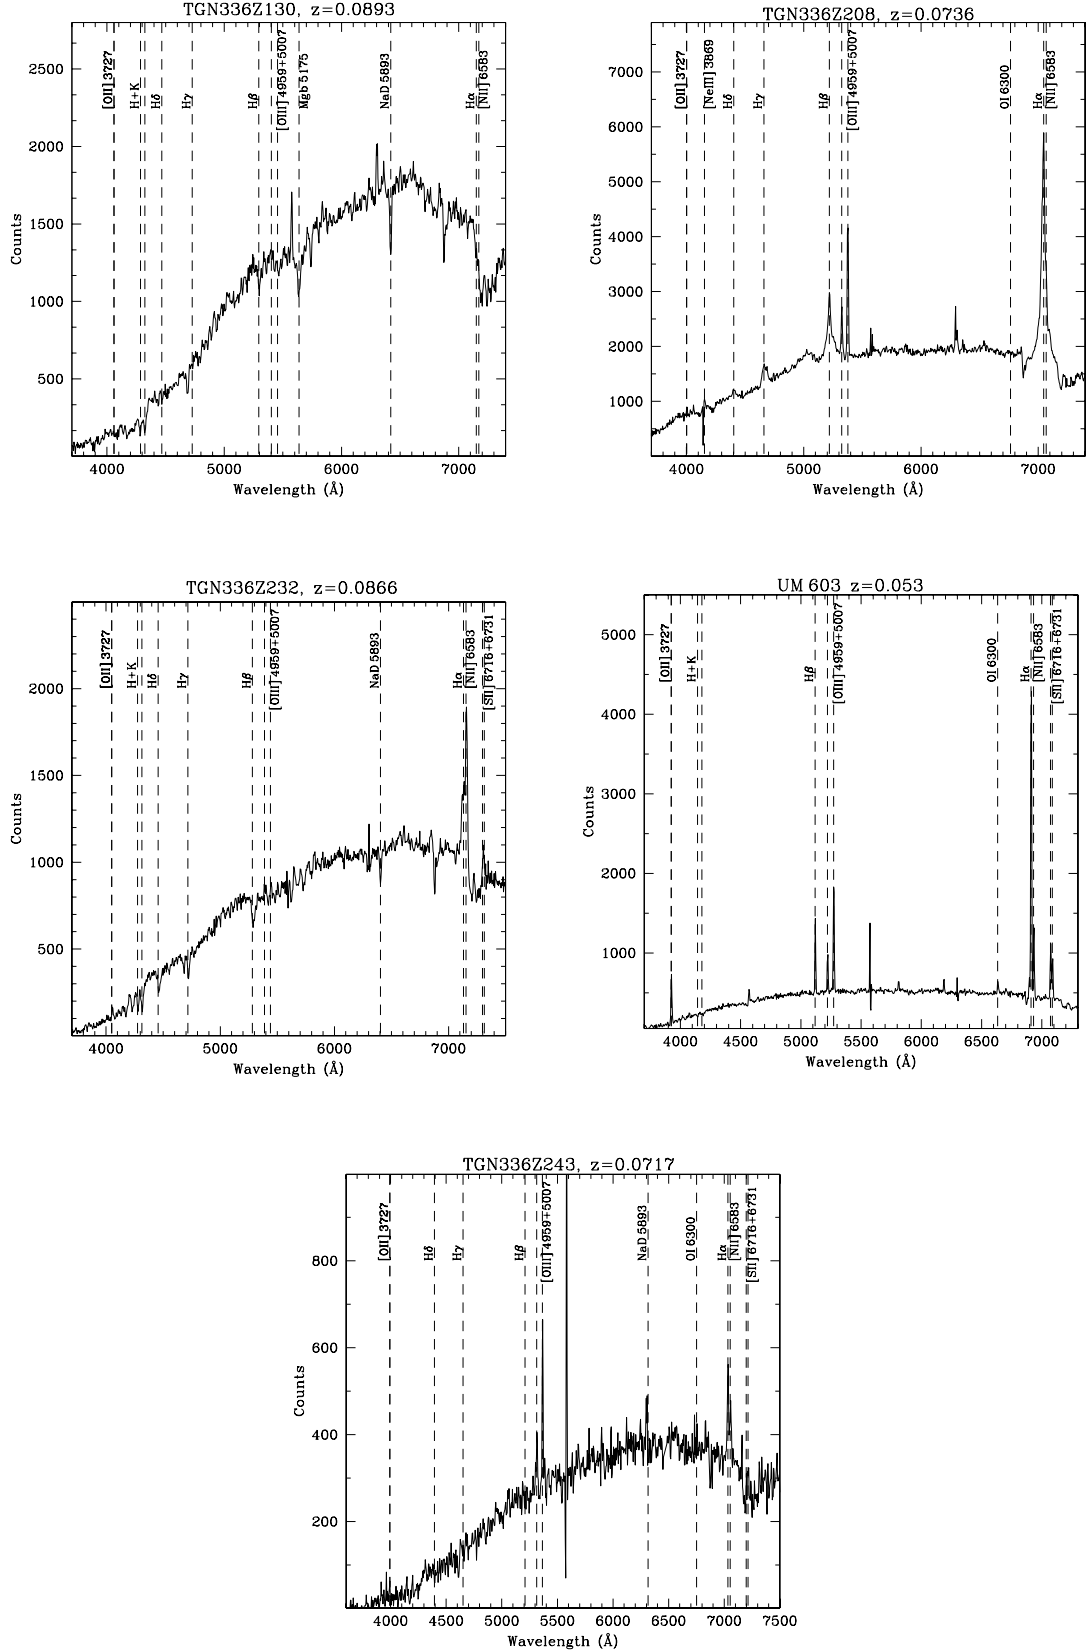 TGN336Z130, z=0.0893
[OII] 3727
H+K
Hδ
Hγ
Hβ
[OIII] 4959+5007
Mgb 5175
NaD 5893
Hα
[NII] 6583
2500
2000
1500
1000
500
Counts
4000 5000 6000 7000
Wavelength (Å)
TGN336Z208, z=0.0736
[OII] 3727
[NeIII] 3869
Hδ
Hγ
Hβ
[OIII] 4959+5007
OI 6300
Hα
[NII] 6583
7000
6000
5000
4000
3000
2000
1000
Counts
4000 5000 6000 7000
Wavelength (Å)
TGN336Z232, z=0.0866
[OII] 3727
H+K
Hδ
Hγ
Hβ
[OIII] 4959+5007
NaD 5893
Hα
[NII] 6583
[SII] 6716+6731
2000
1500
1000
500
Counts
4000 5000 6000 7000
Wavelength (Å)
UM 603 z=0.053
[OII] 3727
H+K
Hβ
[OIII] 4959+5007
OI 6300
Hα
[NII] 6583
[SII] 6716+6731
5000
4000
3000
2000
1000
Counts
4000 4500 5000 5500 6000 6500 7000
Wavelength (Å)
TGN336Z243, z=0.0717
[OII] 3727
Hδ
Hγ
Hβ
[OIII] 4959+5007
NaD 5893
OI 6300
Hα
[NII] 6583
[SII] 6716+6731
800
600
400
200
Counts
4000 4500 5000 5500 6000 6500 7000 7500
Wavelength (Å)